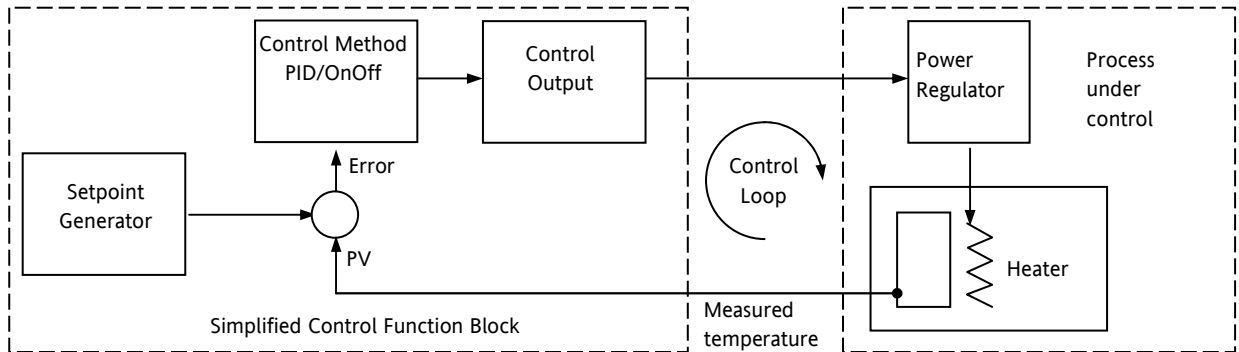 Control Method
PID/OnOff
Control
Output
Power
Regulator
Process
under
control
Setpoint
Generator
Error
PV
Control
Loop
Heater
Simplified Control Function Block
Measured
temperature